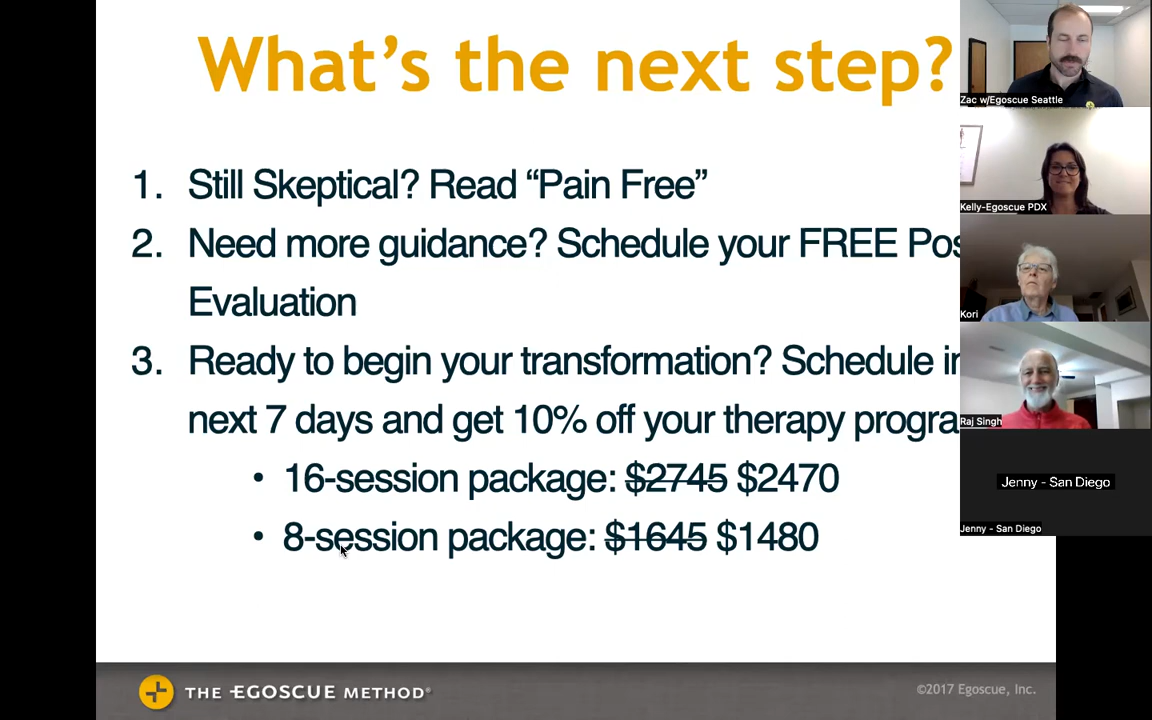 What's the next step?
1. Still Skeptical? Read “Pain Free”
2. Need more guidance? Schedule your FREE Pos
Evaluation
3. Ready to begin your transformation? Schedule in
next 7 days and get 10% off your therapy progra
• 16-session package: $2745 $2470
• 8-session package: $1645 $1480
THE EGOSCUE METHOD®
©2017 Egoscue, Inc.
Zac w/Egoscue Seattle
Kelly-Egoscue PDX
Kori
Raj Singh
Jenny - San Diego
Jenny - San Diego